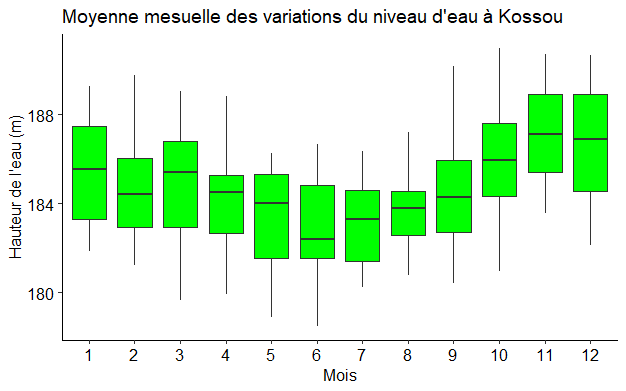 Moyenne mesuelle des variations du niveau d'eau à Kossou
Hauteur de l'eau (m)
188
184
180
1 2 3 4 5 6 7 8 9 10 11 12
Mois